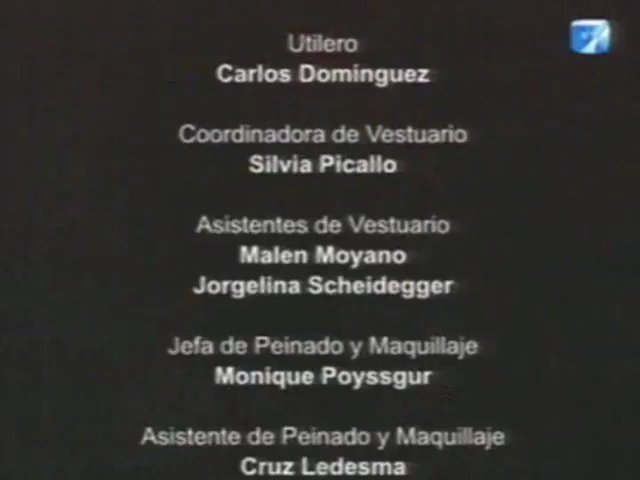 Utilero
Carlos Dominguez
Coordinadora de Vestuario
Silvia Picallo
Asistentes de Vestuario
Malen Moyano
Jorgelina Scheidegger
Jefa de Peinado y Maquillaje
Monique Poyssgur
Asistente de Peinado y Maquillaje
Cruz Ledesma